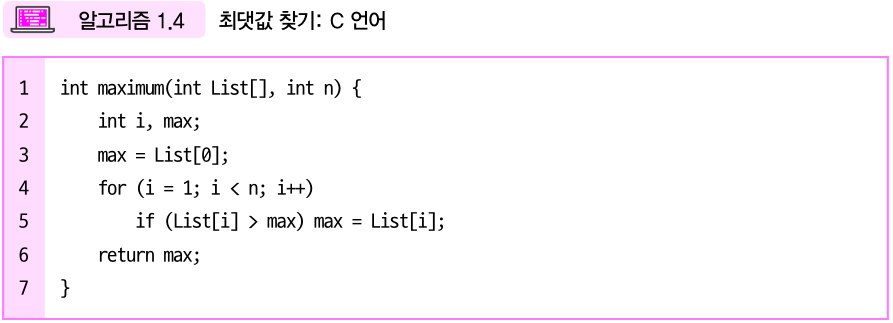 알고리즘 1.4 최댓값 찾기: C 언어
1 int maximum(int List[], int n) {
2     int i, max;
3     max = List[0];
4     for (i = 1; i < n; i++)
5         if (List[i] > max) max = List[i];
6     return max;
7 }